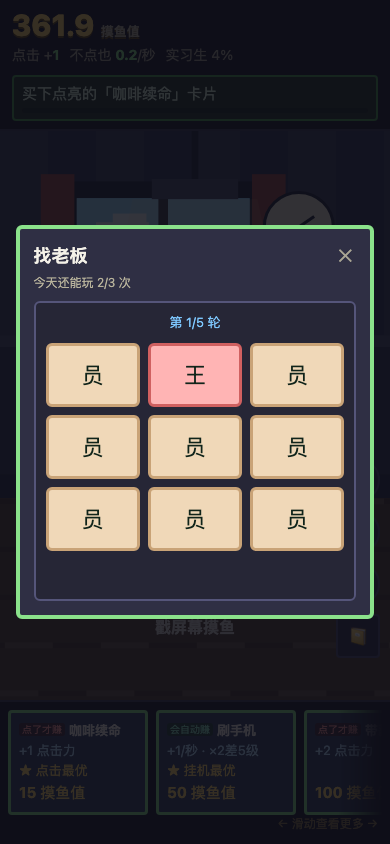 361.9 摸鱼值
点击 +1 不点也 0.2/秒 实习生 4%
买下点亮的「咖啡续命」卡片
找老板 ×
今天还能玩 2/3 次
第 1/5 轮
员 王 员
员 员 员
员 员 员
戳屏幕摸鱼
点了才赚 咖啡续命
+1 点击力
★ 点击最优
15 摸鱼值
会自动赚 刷手机
+1/秒 · ×2差5级
★ 挂机最优
50 摸鱼值
点了才赚
+2 点击力
100 摸鱼
← 滑动查看更多 →